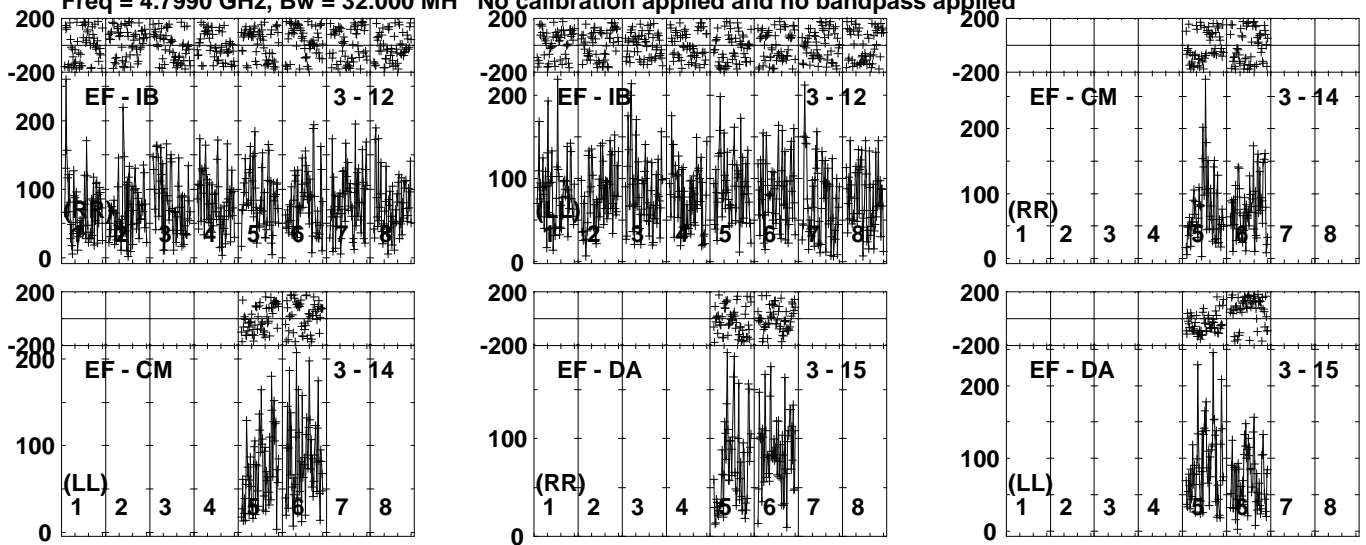 Freq = 4.7990 GHz, Bw = 32.000 MH No calibration applied and no bandpass applied
200
-200
EF - IB 3 - 12
200
100
(RR)
1 2 3 4 5 6 7 8
0
200
-200
EF - IB 3 - 12
200
100
(LL)
1 2 3 4 5 6 7 8
0
200
-200
EF - CM 3 - 14
200
100
(RR)
1 2 3 4 5 6 7 8
0
200
-200
200
EF - CM 3 - 14
100
(LL)
1 2 3 4 5 6 7 8
0
200
-200
EF - DA 3 - 15
100
(RR)
1 2 3 4 5 6 7 8
0
200
-200
EF - DA 3 - 15
200
100
(LL)
1 2 3 4 5 6 7 8
0